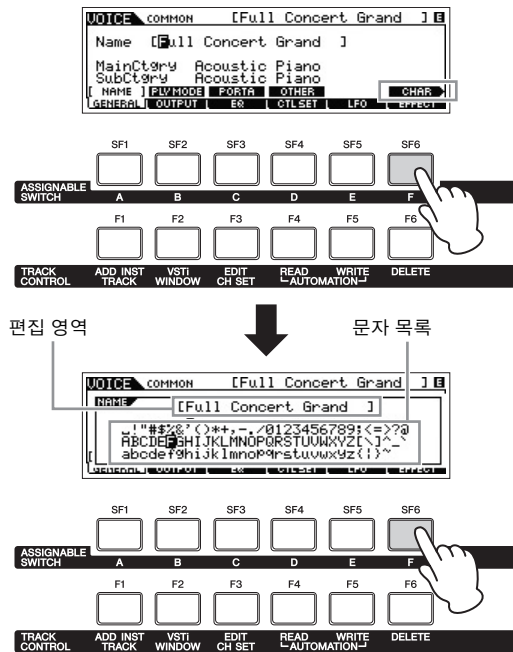 VOICE COMMON [Full Concert Grand ] E
Name [Full Concert Grand ]
MainCtgry Acoustic Piano
SubCtgry Acoustic Piano
[ NAME ] PLY MODE PORTA OTHER CHAR
GENERAL OUTPUT EQ CTL SET LFO EFFECT
SF1 SF2 SF3 SF4 SF5 SF6
ASSIGNABLE SWITCH A B C D E F
F1 F2 F3 F4 F5 F6
TRACK CONTROL ADD INST TRACK VSTi WINDOW EDIT CH SET READ WRITE AUTOMATION DELETE
편집 영역 문자 목록
VOICE COMMON [Full Concert Grand ] E
NAME
[Full Concert Grand ]
␣!"#$%&'()*+,-./0123456789:;<=>?@
ABCDEFGHIJKLMNOPQRSTUVWXYZ[\]^_`
abcdefghijklmnopqrstuvwxyz{|}~
GENERAL OUTPUT EQ CTL SET LFO EFFECT
SF1 SF2 SF3 SF4 SF5 SF6
ASSIGNABLE SWITCH A B C D E F
F1 F2 F3 F4 F5 F6
TRACK CONTROL ADD INST TRACK VSTi WINDOW EDIT CH SET READ WRITE AUTOMATION DELETE